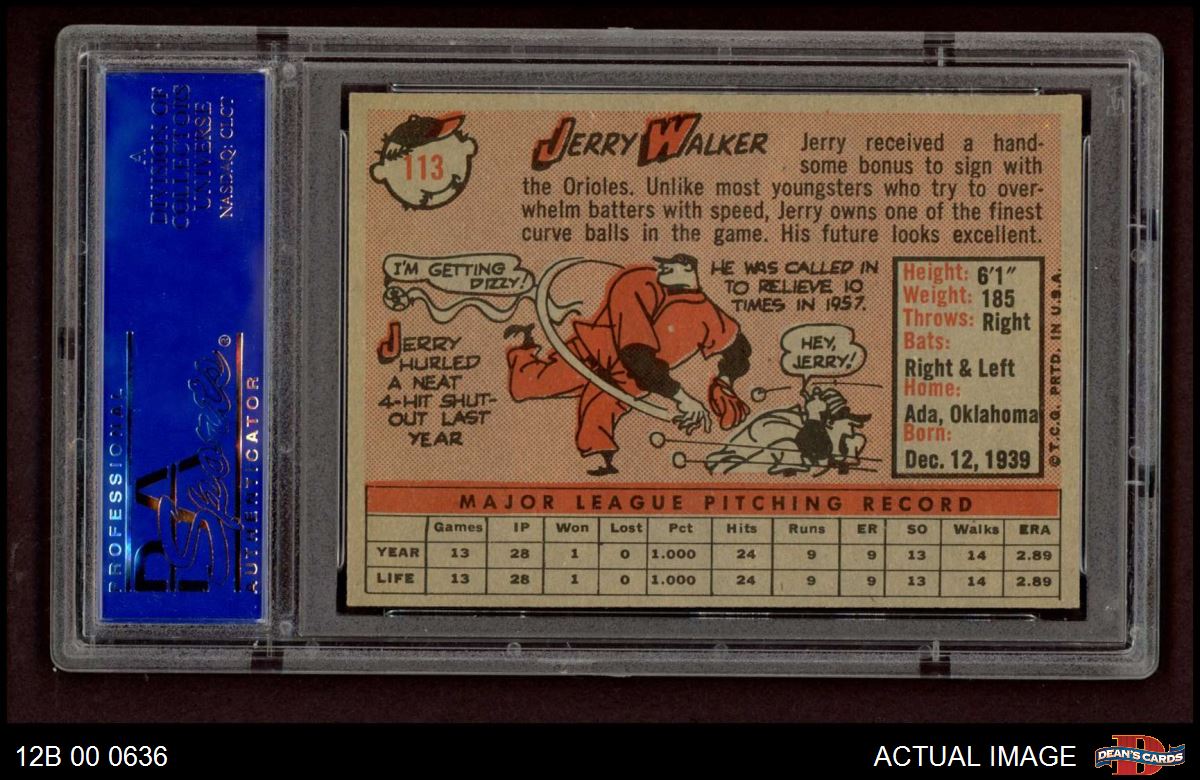 A
DIVISION OF
COLLECTORS
UNIVERSE
NASDAQ: CLCT
PROFESSIONAL
PSA
Sports
®
AUTHENTICATOR
113
JERRY WALKER
Jerry received a hand-
some bonus to sign with
the Orioles. Unlike most youngsters who try to over-
whelm batters with speed, Jerry owns one of the finest
curve balls in the game. His future looks excellent.
I'M GETTING
DIZZY!
JERRY
HURLED
A NEAT
4-HIT SHUT-
OUT LAST
YEAR
HE WAS CALLED IN
TO RELIEVE 10
TIMES IN 1957.
HEY,
JERRY!
Height: 6'1"
Weight: 185
Throws: Right
Bats:
Right & Left
Home:
Ada, Oklahoma
Born:
Dec. 12, 1939
© T.C.G. PRTD. IN U.S.A.
MAJOR LEAGUE PITCHING RECORD
Games IP Won Lost Pct Hits Runs ER SO Walks ERA
YEAR 13 28 1 0 1.000 24 9 9 13 14 2.89
LIFE 13 28 1 0 1.000 24 9 9 13 14 2.89
12B 00 0636
ACTUAL IMAGE
D
DEAN'S CARDS